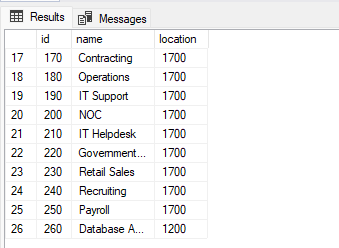 Results Messages
id name location
17 170 Contracting 1700
18 180 Operations 1700
19 190 IT Support 1700
20 200 NOC 1700
21 210 IT Helpdesk 1700
22 220 Government... 1700
23 230 Retail Sales 1700
24 240 Recruiting 1700
25 250 Payroll 1700
26 260 Database A... 1200